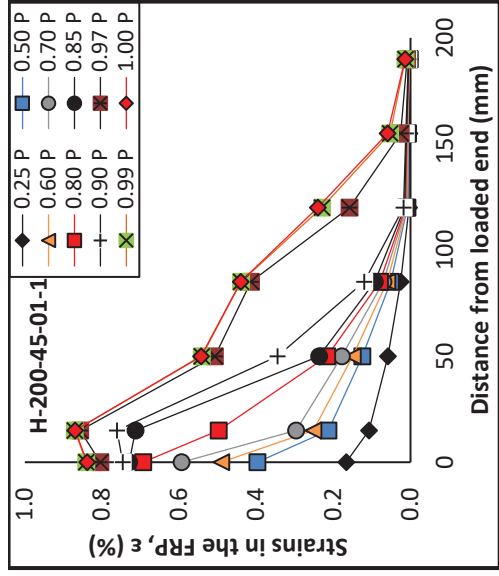 H-200-45-01-1
0.25 P
0.50 P
0.60 P
0.70 P
0.80 P
0.85 P
0.90 P
0.97 P
0.99 P
1.00 P
Strains in the FRP, ε (%)
1.0
0.8
0.6
0.4
0.2
0.0
0
50
100
150
200
Distance from loaded end (mm)